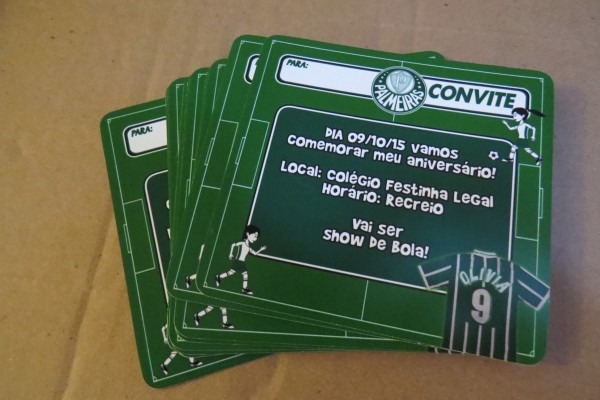 PARA:
PALMEIRAS
CONVITE
DIA 09/10/15 VAMOS
COMEMORAR MEU ANIVERSÁRIO!
LOCAL: COLÉGIO FESTINHA LEGAL
HORÁRIO: RECREIO
VAI SER
SHOW DE BOLA!
OLIVIA
9
PARA: